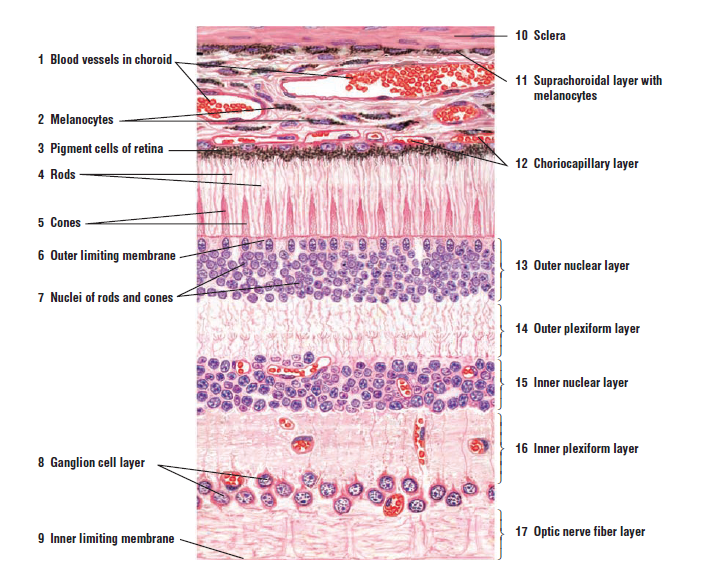 1 Blood vessels in choroid
2 Melanocytes
3 Pigment cells of retina
4 Rods
5 Cones
6 Outer limiting membrane
7 Nuclei of rods and cones
8 Ganglion cell layer
9 Inner limiting membrane
10 Sclera
11 Suprachoroidal layer with
melanocytes
12 Choriocapillary layer
13 Outer nuclear layer
14 Outer plexiform layer
15 Inner nuclear layer
16 Inner plexiform layer
17 Optic nerve fiber layer